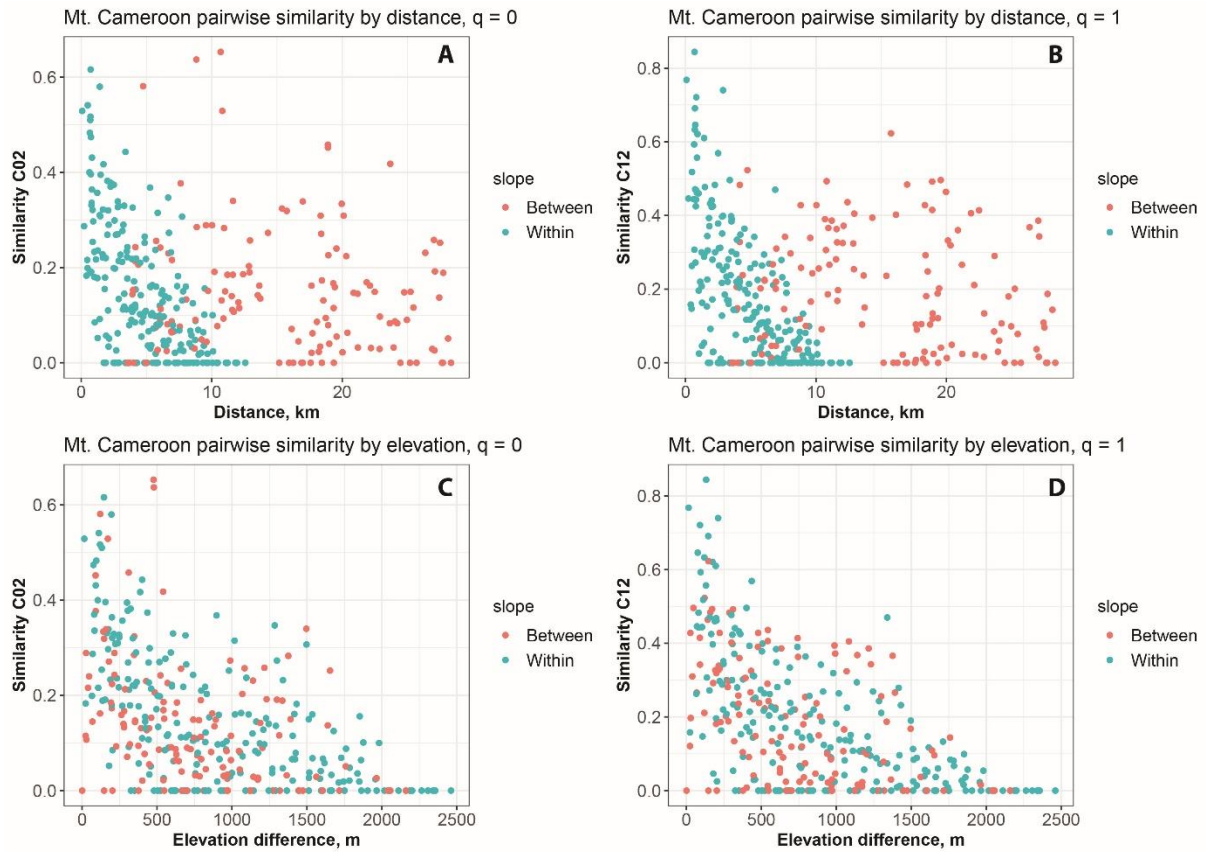 Mt. Cameroon pairwise similarity by distance, q = 0
A
0.6
0.4
0.2
0.0
Similarity C02
0
10
20
Distance, km
slope
Between
Within
Mt. Cameroon pairwise similarity by distance, q = 1
B
0.8
0.6
0.4
0.2
0.0
Similarity C12
0
10
20
Distance, km
slope
Between
Within
Mt. Cameroon pairwise similarity by elevation, q = 0
C
0.6
0.4
0.2
0.0
Similarity C02
0
500
1000
1500
2000
2500
Elevation difference, m
slope
Between
Within
Mt. Cameroon pairwise similarity by elevation, q = 1
D
0.8
0.6
0.4
0.2
0.0
Similarity C12
0
500
1000
1500
2000
2500
Elevation difference, m
slope
Between
Within